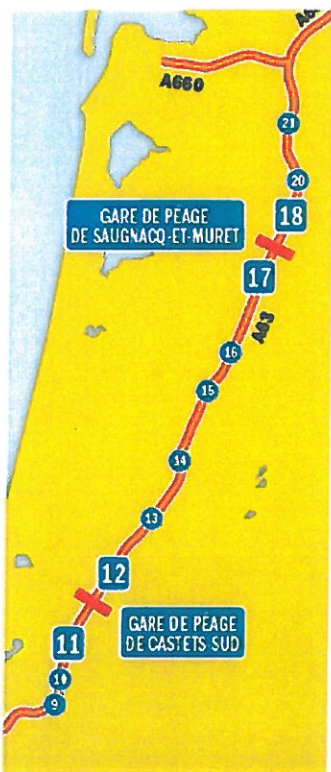 A660
21
20
GARE DE PEAGE
DE SAUGNACQ-ET-MURET
18
17
A63
16
15
14
13
12
11
GARE DE PEAGE
DE CASTETS SUD
10
9